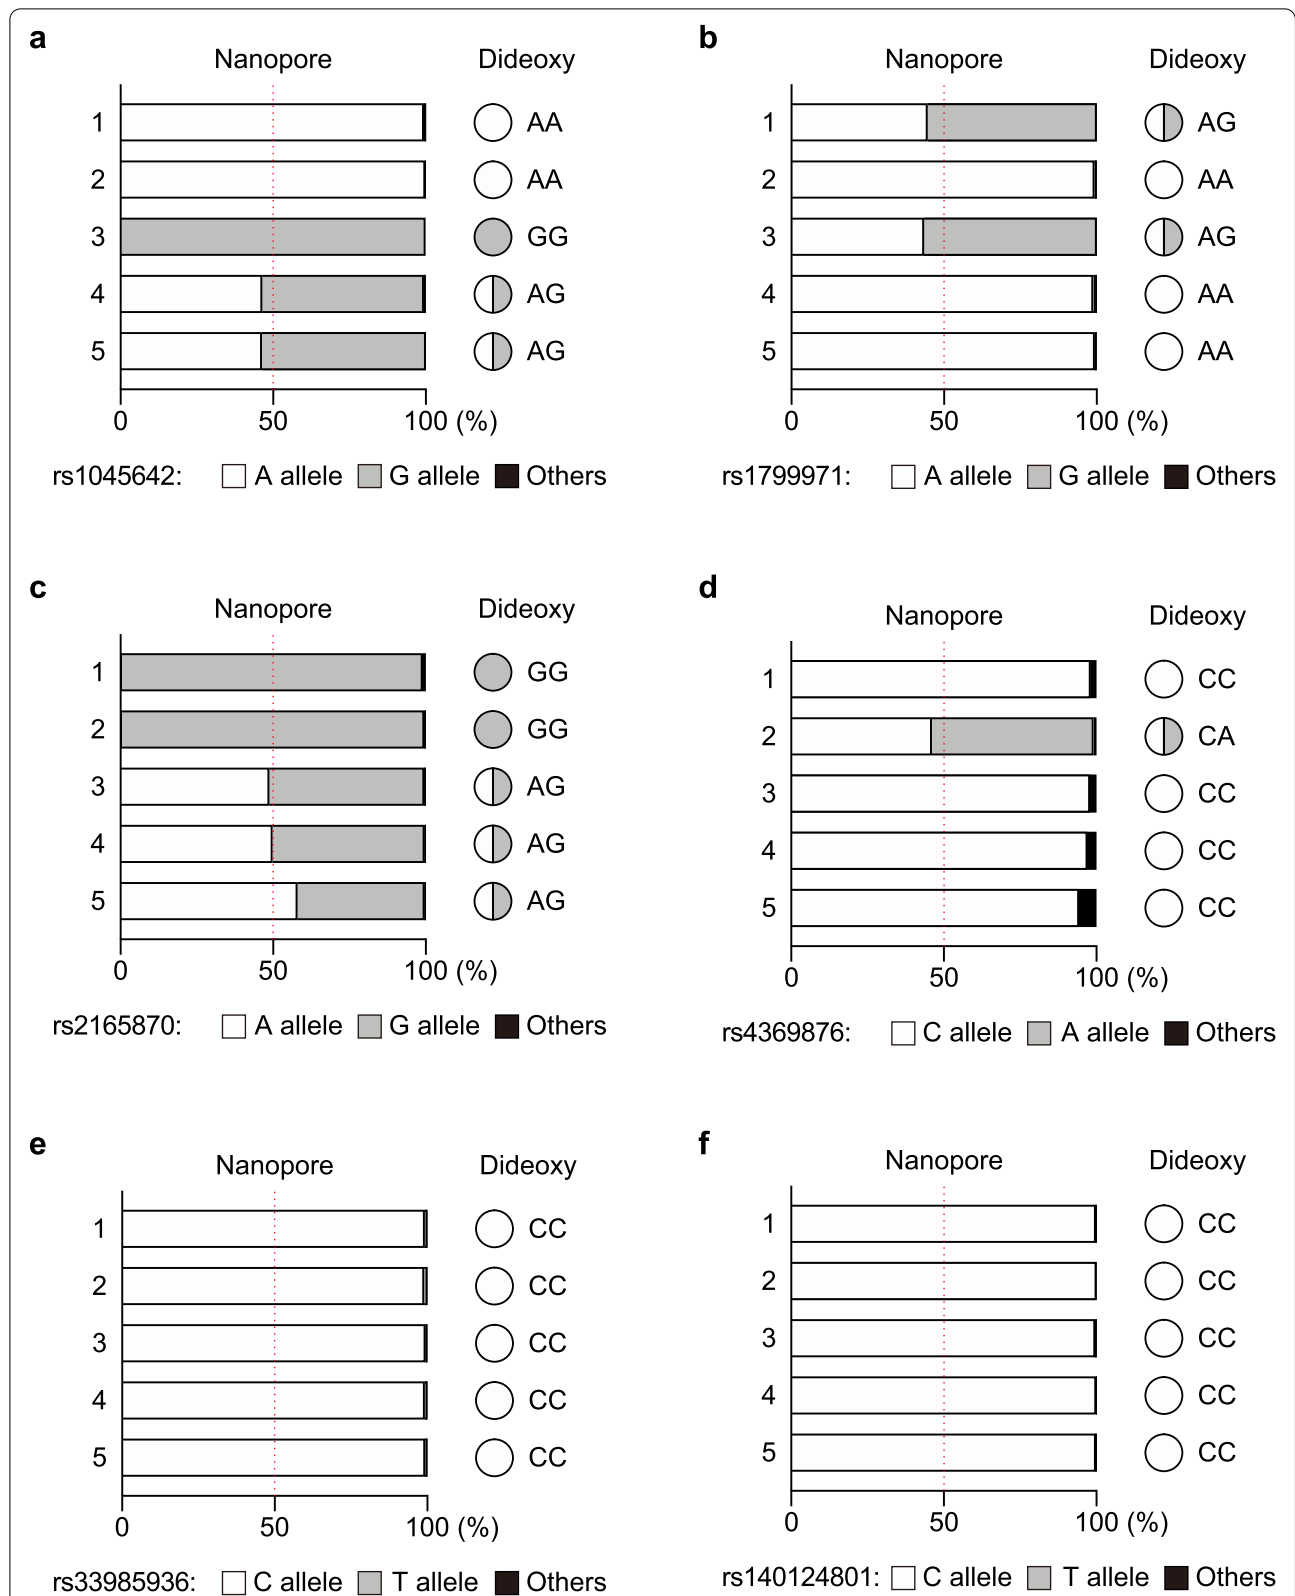 a
Nanopore Dideoxy
1 AA
2 AA
3 GG
4 AG
5 AG
0 50 100 (%)
rs1045642: A allele G allele Others
b
Nanopore Dideoxy
1 AG
2 AA
3 AG
4 AA
5 AA
0 50 100 (%)
rs1799971: A allele G allele Others
c
Nanopore Dideoxy
1 GG
2 GG
3 AG
4 AG
5 AG
0 50 100 (%)
rs2165870: A allele G allele Others
d
Nanopore Dideoxy
1 CC
2 CA
3 CC
4 CC
5 CC
0 50 100 (%)
rs4369876: C allele A allele Others
e
Nanopore Dideoxy
1 CC
2 CC
3 CC
4 CC
5 CC
0 50 100 (%)
rs33985936: C allele T allele Others
f
Nanopore Dideoxy
1 CC
2 CC
3 CC
4 CC
5 CC
0 50 100 (%)
rs140124801: C allele T allele Others